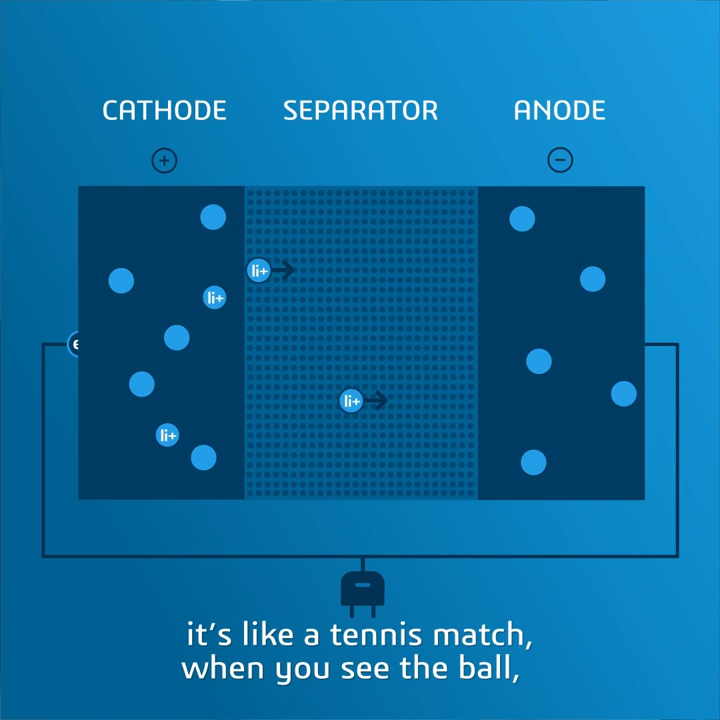 CATHODE SEPARATOR ANODE
+ −
li+
li+
li+
li+
e
it's like a tennis match,
when you see the ball,